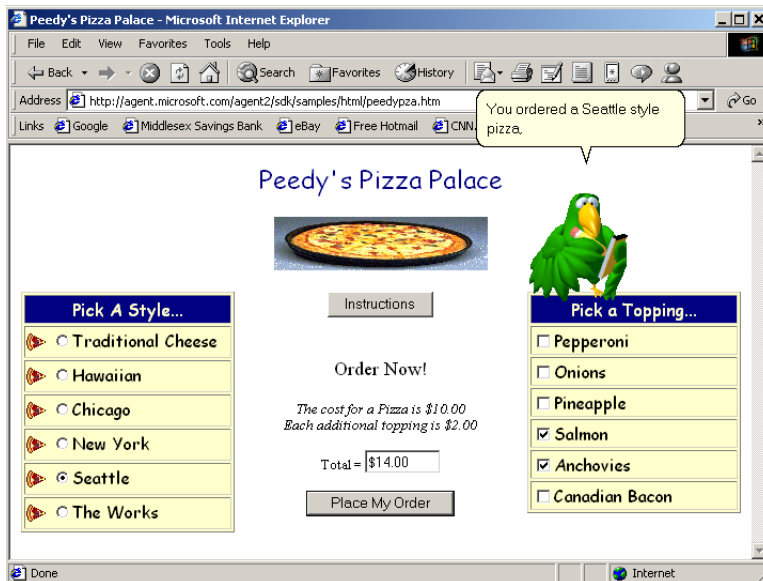 Peedy's Pizza Palace - Microsoft Internet Explorer
File Edit View Favorites Tools Help
Back Search Favorites History
Address http://agent.microsoft.com/agent2/sdk/samples/html/peedypza.htm Go
Links Google Middlesex Savings Bank eBay Free Hotmail CNN.
You ordered a Seattle style
pizza,
Peedy's Pizza Palace
Instructions
Pick A Style...
Traditional Cheese
Hawaiian
Chicago
New York
Seattle
The Works
Order Now!
The cost for a Pizza is $10.00
Each additional topping is $2.00
Total = $14.00
Place My Order
Pick a Topping...
Pepperoni
Onions
Pineapple
Salmon
Anchovies
Canadian Bacon
Done Internet